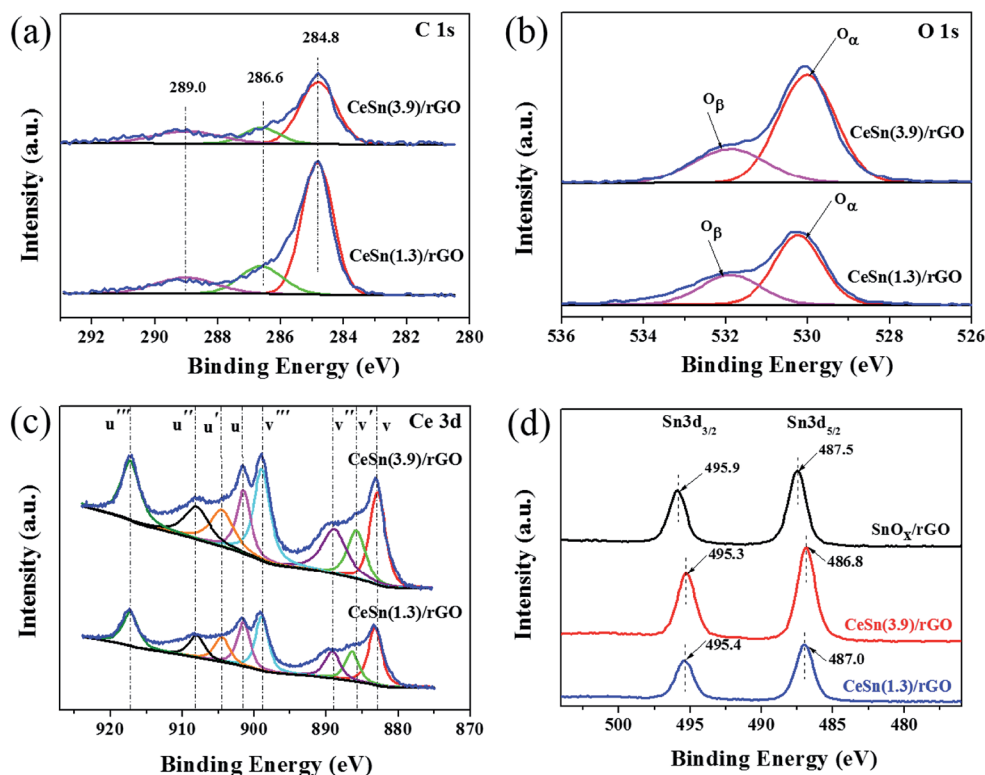 (a)
C 1s
284.8
286.6
289.0
CeSn(3.9)/rGO
CeSn(1.3)/rGO
Intensity (a.u.)
292 290 288 286 284 282 280
Binding Energy (eV)
(b)
O 1s
Oα
Oβ
CeSn(3.9)/rGO
Oα
Oβ
CeSn(1.3)/rGO
Intensity (a.u.)
536 534 532 530 528 526
Binding Energy (eV)
(c)
u''' u'' u' u v''' v'' v' v
Ce 3d
CeSn(3.9)/rGO
CeSn(1.3)/rGO
Intensity (a.u.)
920 910 900 890 880 870
Binding Energy (eV)
(d)
Sn3d3/2 Sn3d5/2
495.9 487.5
SnOX/rGO
495.3 486.8
CeSn(3.9)/rGO
495.4 487.0
CeSn(1.3)/rGO
Intensity (a.u.)
500 495 490 485 480
Binding Energy (eV)